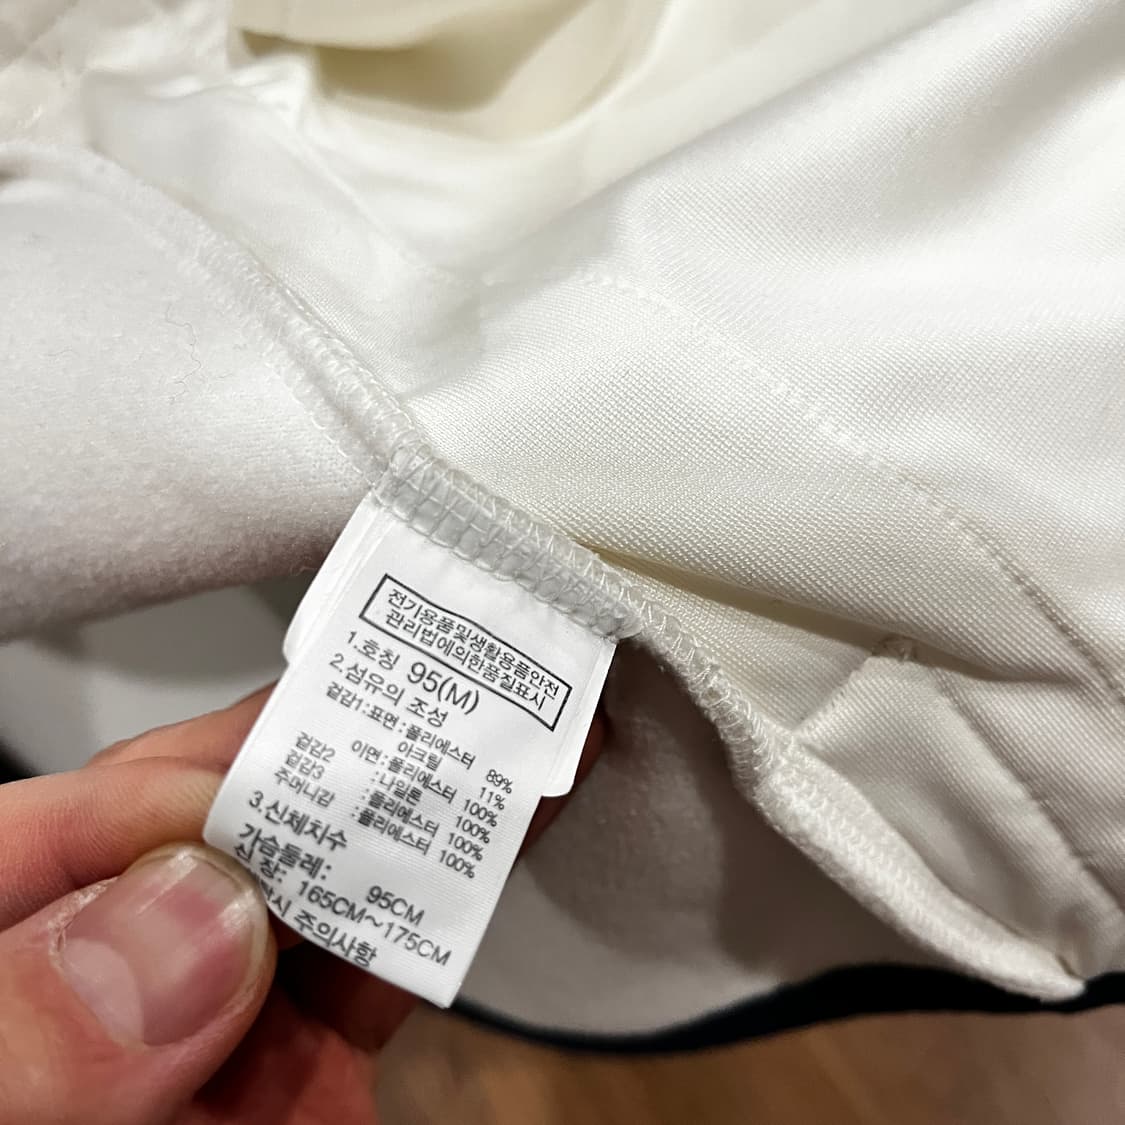 전기용품및생활용품안전
관리법에의한품질표시
1.호칭 95(M)
2.섬유의 조성
겉감1:표면:폴리에스터 89%
아크릴 11%
이면:폴리에스터 100%
겉감2 :나일론 100%
겉감3 :폴리에스터 100%
주머니감 :폴리에스터 100%
3.신체치수
가슴둘레: 95CM
신장: 165CM~175CM
주의사항